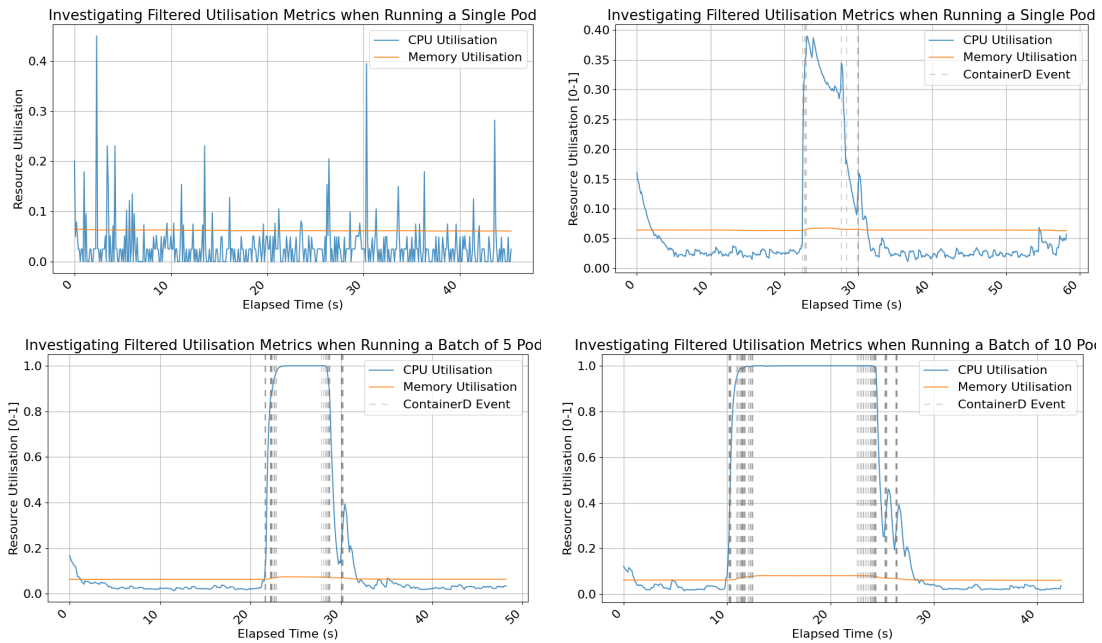 Investigating Filtered Utilisation Metrics when Running a Single Pod
CPU Utilisation
Memory Utilisation
Resource Utilisation
0.4
0.3
0.2
0.1
0.0
0
10
20
30
40
Elapsed Time (s)
Investigating Filtered Utilisation Metrics when Running a Single Pod
CPU Utilisation
Memory Utilisation
ContainerD Event
Resource Utilisation [0-1]
0.40
0.35
0.30
0.25
0.20
0.15
0.10
0.05
0.00
0
10
20
30
40
50
60
Elapsed Time (s)
Investigating Filtered Utilisation Metrics when Running a Batch of 5 Pod
CPU Utilisation
Memory Utilisation
ContainerD Event
Resource Utilisation [0-1]
1.0
0.8
0.6
0.4
0.2
0.0
0
10
20
30
40
50
Elapsed Time (s)
Investigating Filtered Utilisation Metrics when Running a Batch of 10 Po
CPU Utilisation
Memory Utilisation
ContainerD Event
Resource Utilisation [0-1]
1.0
0.8
0.6
0.4
0.2
0.0
0
10
20
30
40
Elapsed Time (s)